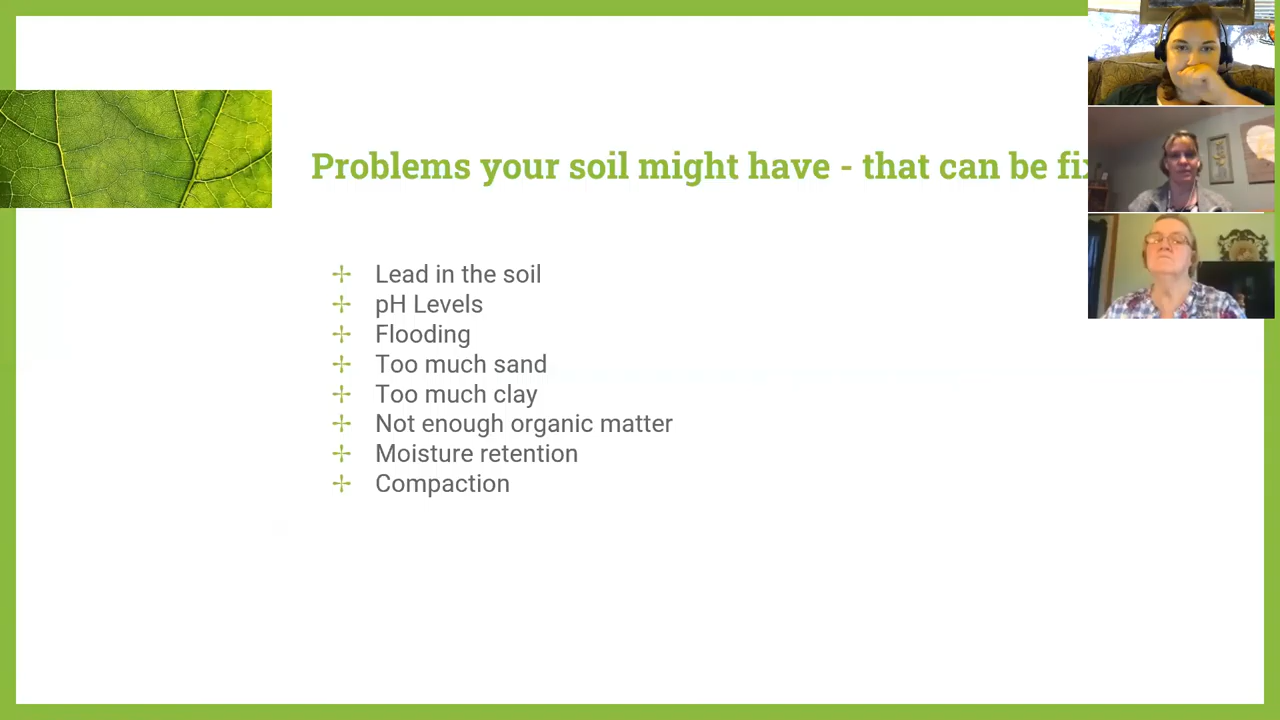 Problems your soil might have - that can be
Lead in the soil
pH Levels
Flooding
Too much sand
Too much clay
Not enough organic matter
Moisture retention
Compaction